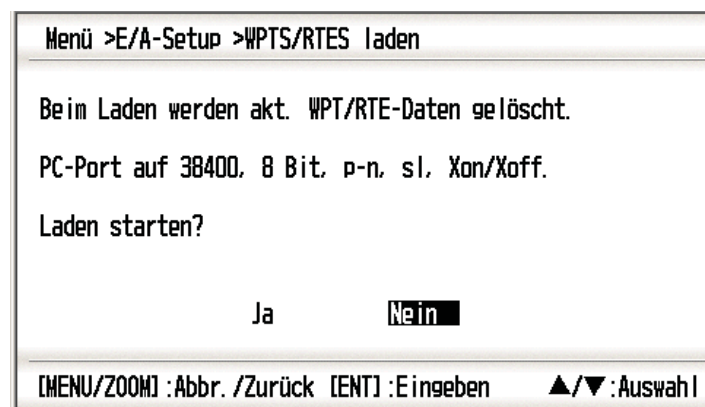 Menü >E/A-Setup >WPTS/RTES laden
Beim Laden werden akt. WPT/RTE-Daten gelöscht.
PC-Port auf 38400, 8 Bit, p-n, sl, Xon/Xoff.
Laden starten?
Ja Nein
[MENU/ZOOM] :Abbr./Zurück [ENT] :Eingeben ▲/▼:Auswahl